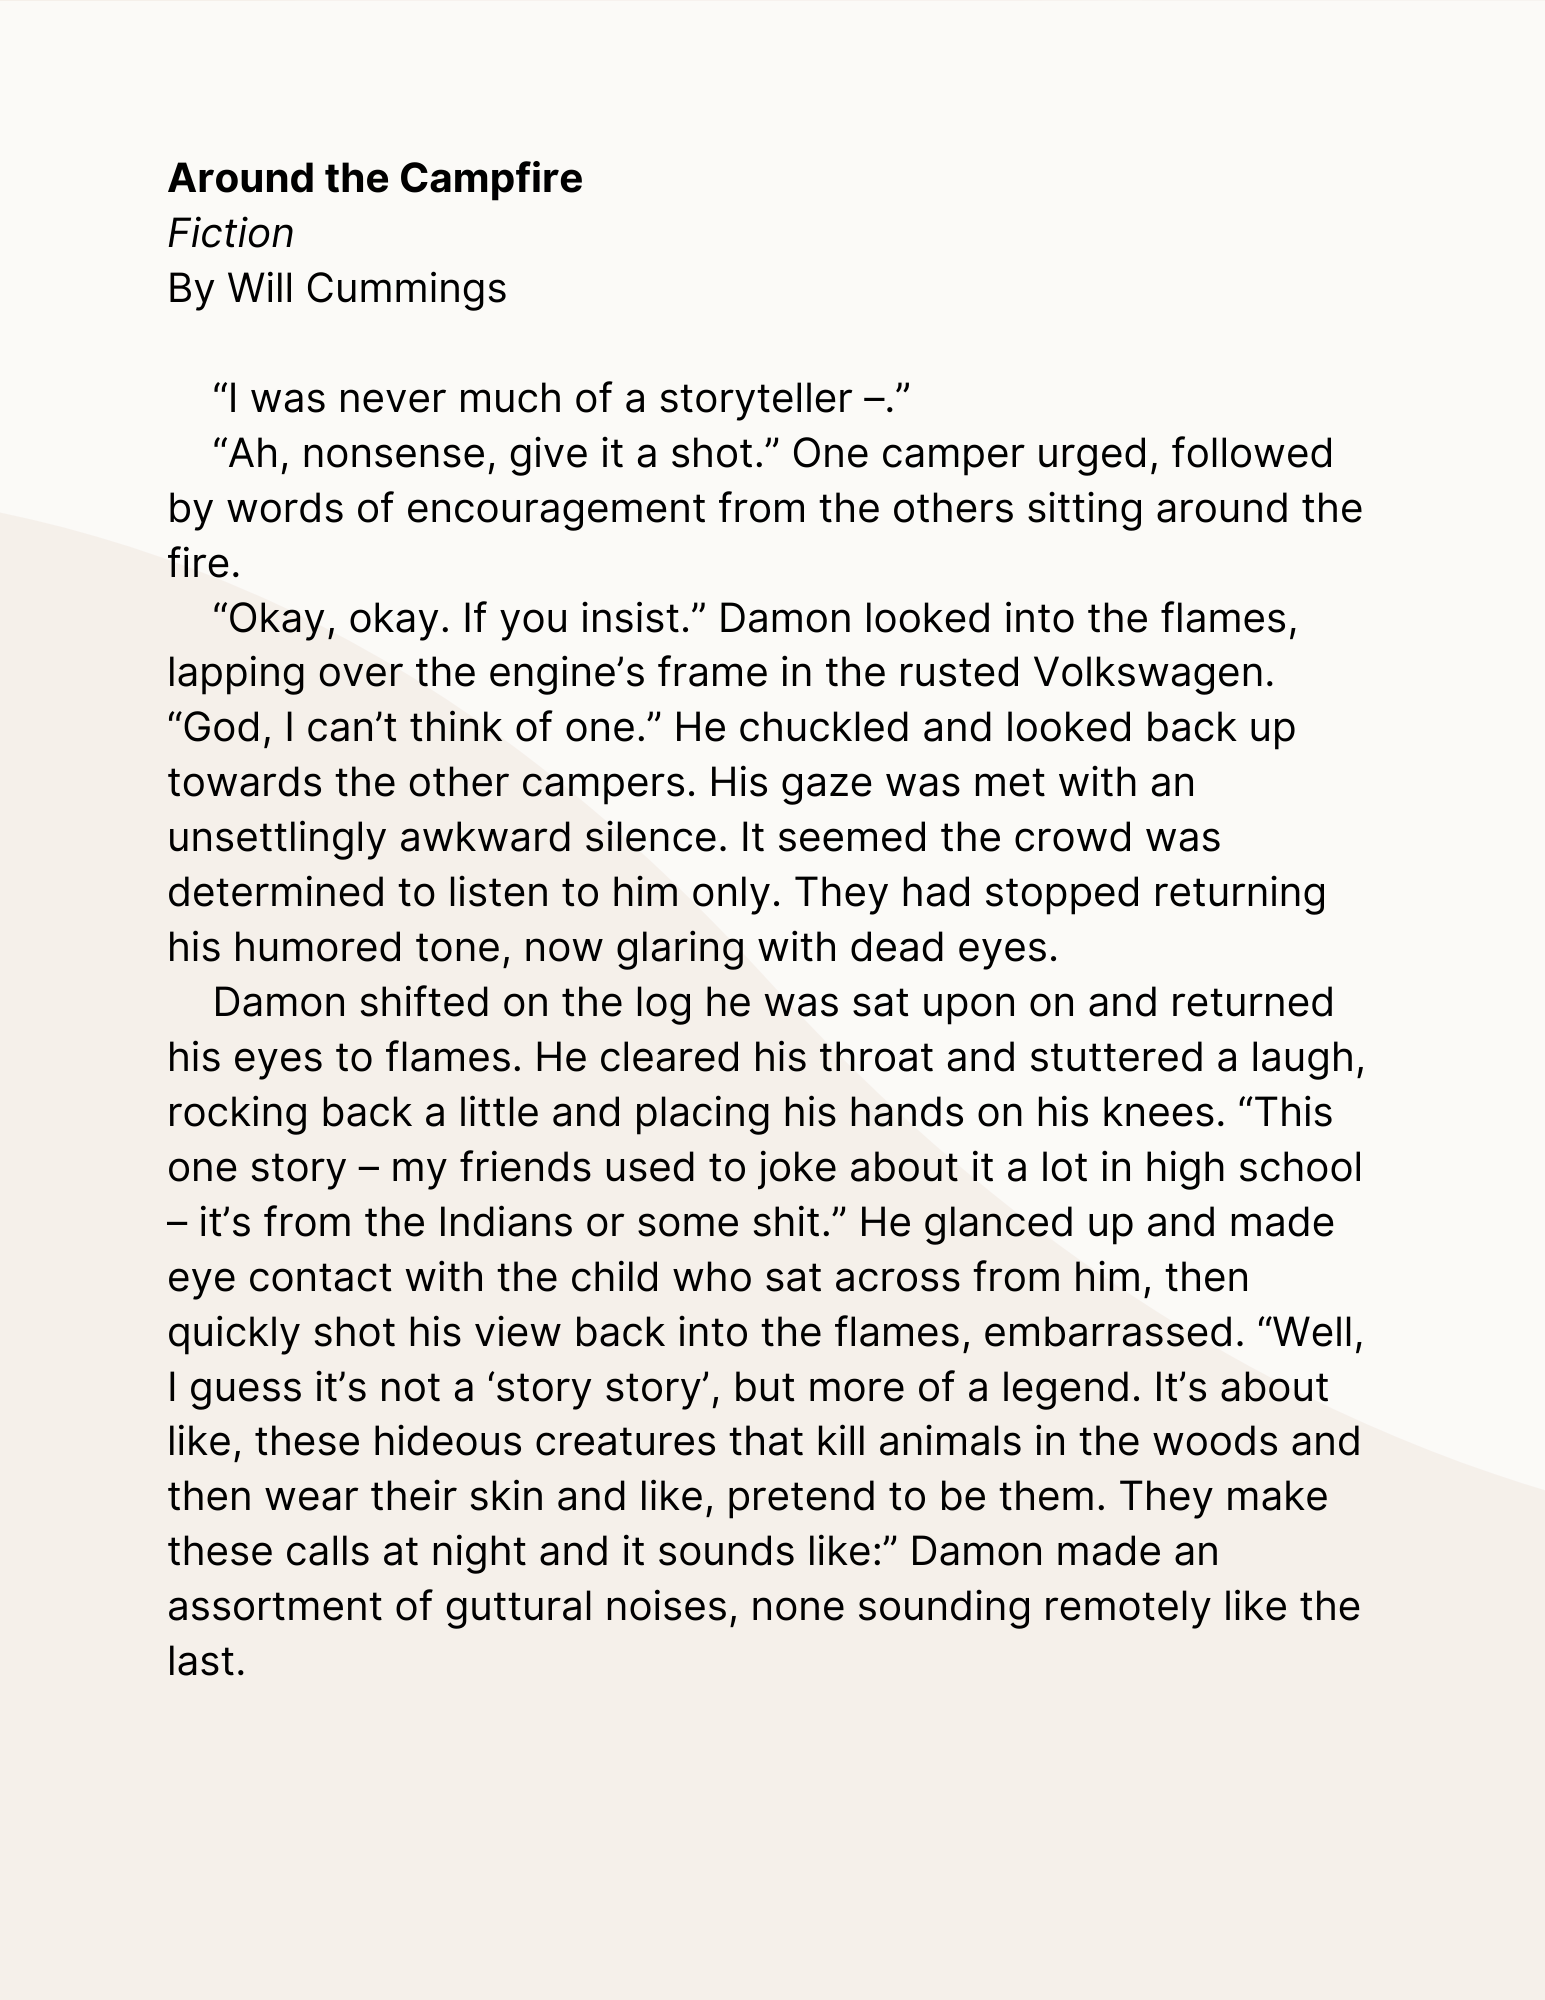 Around the Campfire
Fiction
By Will Cummings
“I was never much of a storyteller –.”
“Ah, nonsense, give it a shot.” One camper urged, followed
by words of encouragement from the others sitting around the
fire.
“Okay, okay. If you insist.” Damon looked into the flames,
lapping over the engine’s frame in the rusted Volkswagen.
“God, I can’t think of one.” He chuckled and looked back up
towards the other campers. His gaze was met with an
unsettlingly awkward silence. It seemed the crowd was
determined to listen to him only. They had stopped returning
his humored tone, now glaring with dead eyes.
Damon shifted on the log he was sat upon on and returned
his eyes to flames. He cleared his throat and stuttered a laugh,
rocking back a little and placing his hands on his knees. “This
one story – my friends used to joke about it a lot in high school
– it’s from the Indians or some shit.” He glanced up and made
eye contact with the child who sat across from him, then
quickly shot his view back into the flames, embarrassed. “Well,
I guess it’s not a ‘story story’, but more of a legend. It’s about
like, these hideous creatures that kill animals in the woods and
then wear their skin and like, pretend to be them. They make
these calls at night and it sounds like:” Damon made an
assortment of guttural noises, none sounding remotely like the
last.